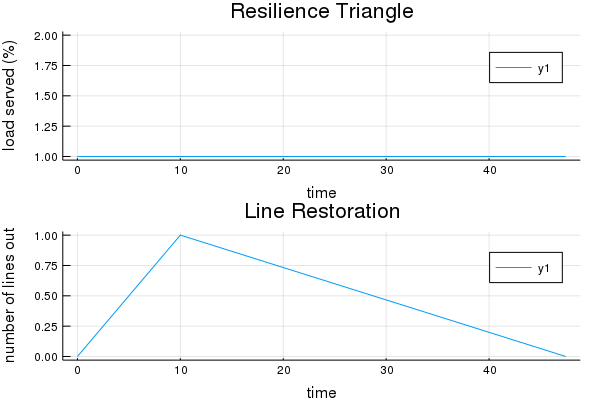 Resilience Triangle
load served (%)
2.00
1.75
1.50
1.25
1.00
y1
0 10 20 30 40
time
Line Restoration
number of lines out
1.00
0.75
0.50
0.25
0.00
y1
0 10 20 30 40
time